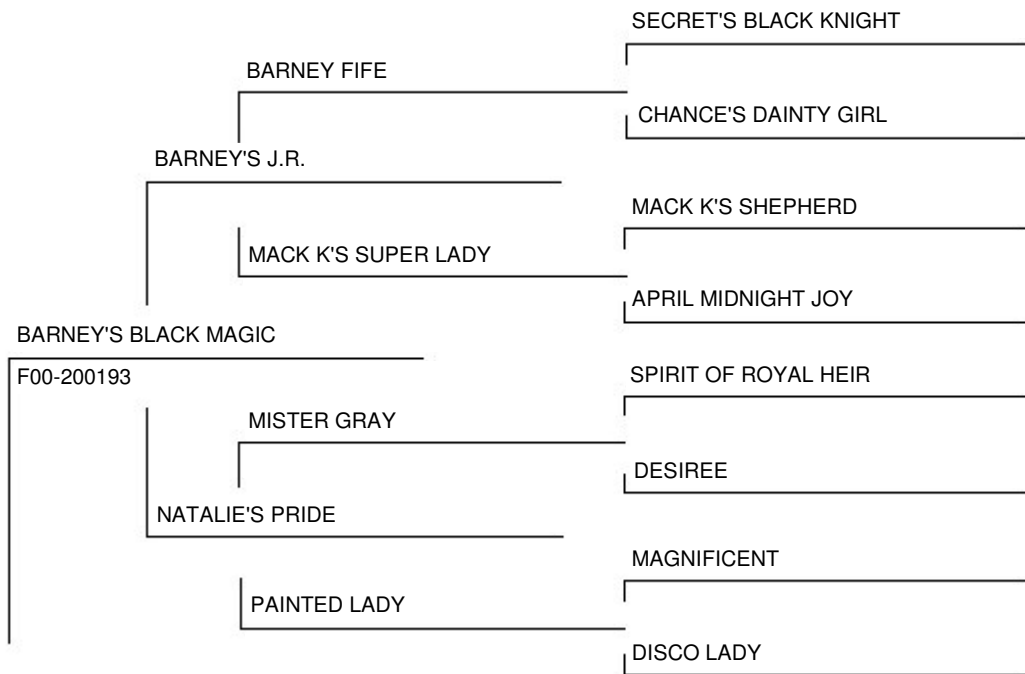 SECRET'S BLACK KNIGHT
BARNEY FIFE
CHANCE'S DAINTY GIRL
BARNEY'S J.R.
MACK K'S SHEPHERD
MACK K'S SUPER LADY
APRIL MIDNIGHT JOY
BARNEY'S BLACK MAGIC
F00-200193
SPIRIT OF ROYAL HEIR
MISTER GRAY
DESIREE
NATALIE'S PRIDE
MAGNIFICENT
PAINTED LADY
DISCO LADY